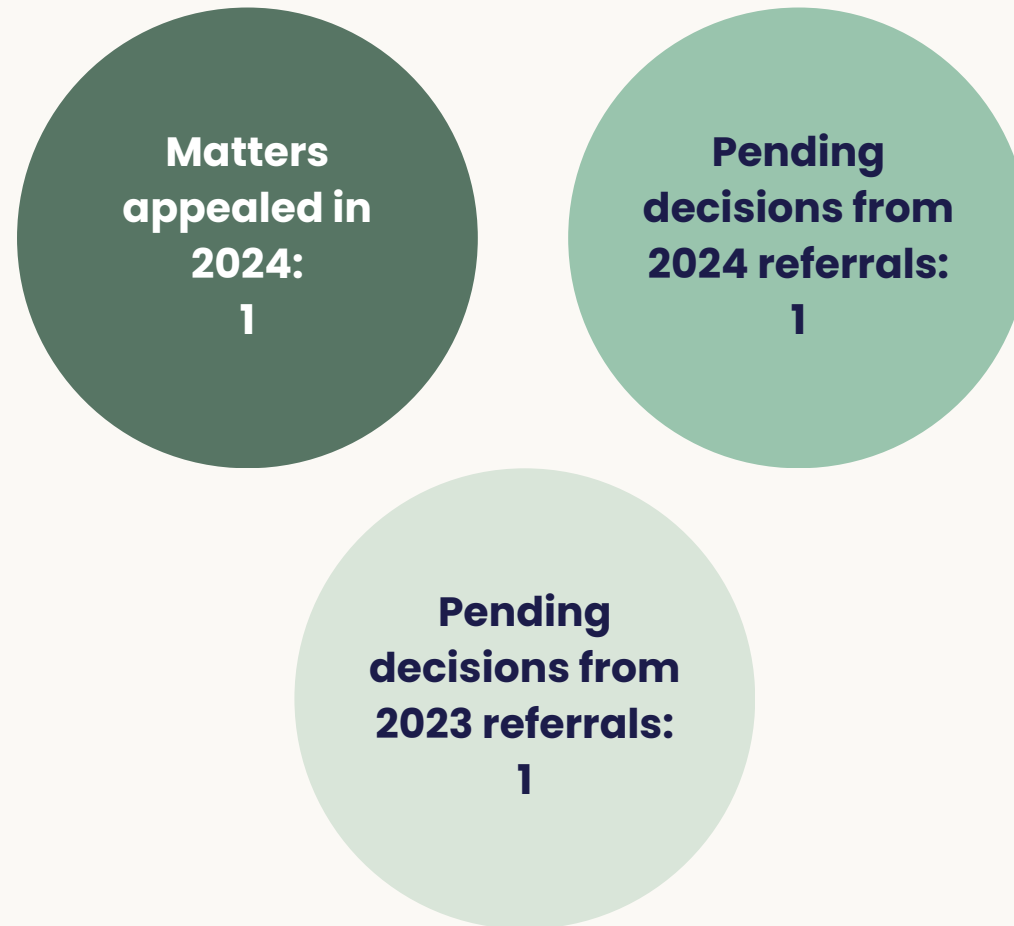 Matters
appealed in
2024:
1
Pending
decisions from
2024 referrals:
1
Pending
decisions from
2023 referrals:
1